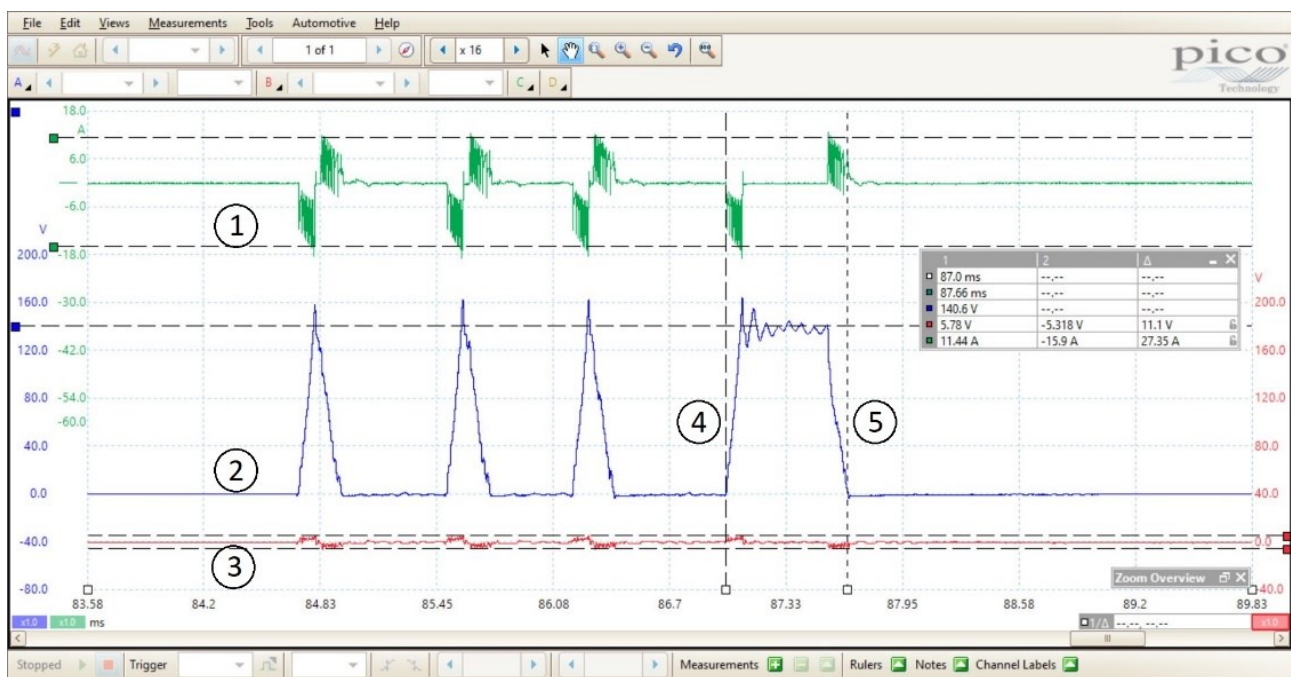 File Edit Views Measurements Tools Automotive Help
1 of 1 x 16
pico
Technology
A B C D
18.0
A
6.0
-6.0
V
200.0 -18.0
160.0 -30.0
120.0 -42.0
80.0 -54.0
-60.0
40.0
0.0
-40.0
-80.0
1
2
3
4
5
1 2 Δ
87.0 ms --,-- --,--
87.66 ms --,-- --,--
140.6 V --,-- --,--
5.78 V -5.318 V 11.1 V
11.44 A -15.9 A 27.35 A
V
200.0
160.0
120.0
80.0
40.0
0.0
-40.0
Zoom Overview
83.58 84.2 84.83 85.45 86.08 86.7 87.33 87.95 88.58 89.2 89.83
x1.0 x1.0 ms 1/Δ --,--, --,-- x1.0
Stopped Trigger Measurements Rulers Notes Channel Labels